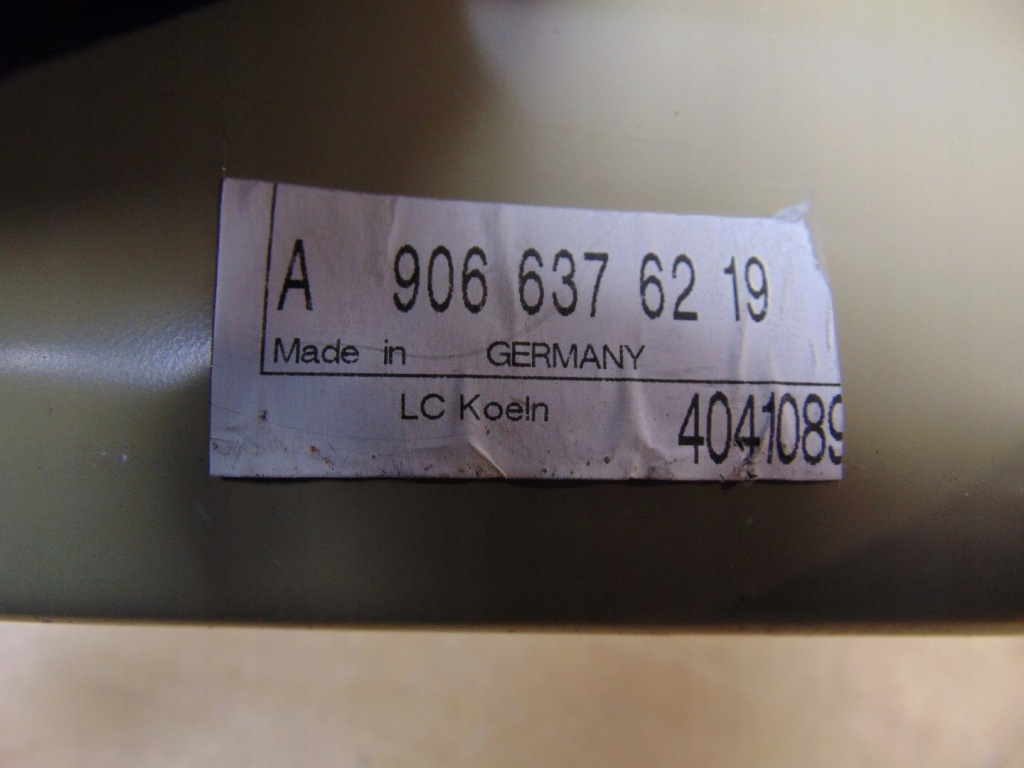 A 906 637 62 19
Made in GERMANY
LC Koeln
4041089